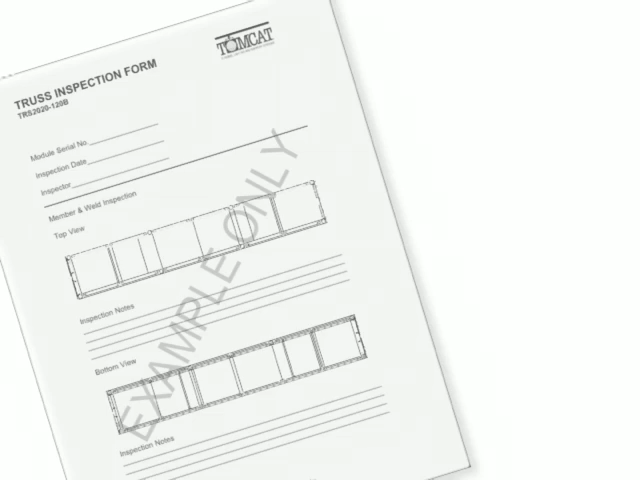 TOMCAT
TRUSS INSPECTION FORM
TRS2020-120B
Module Serial No.
Inspection Date
Inspector
Member & Weld Inspection
Top View
EXAMPLE ONLY
Inspection Notes
Bottom View
Inspection Notes